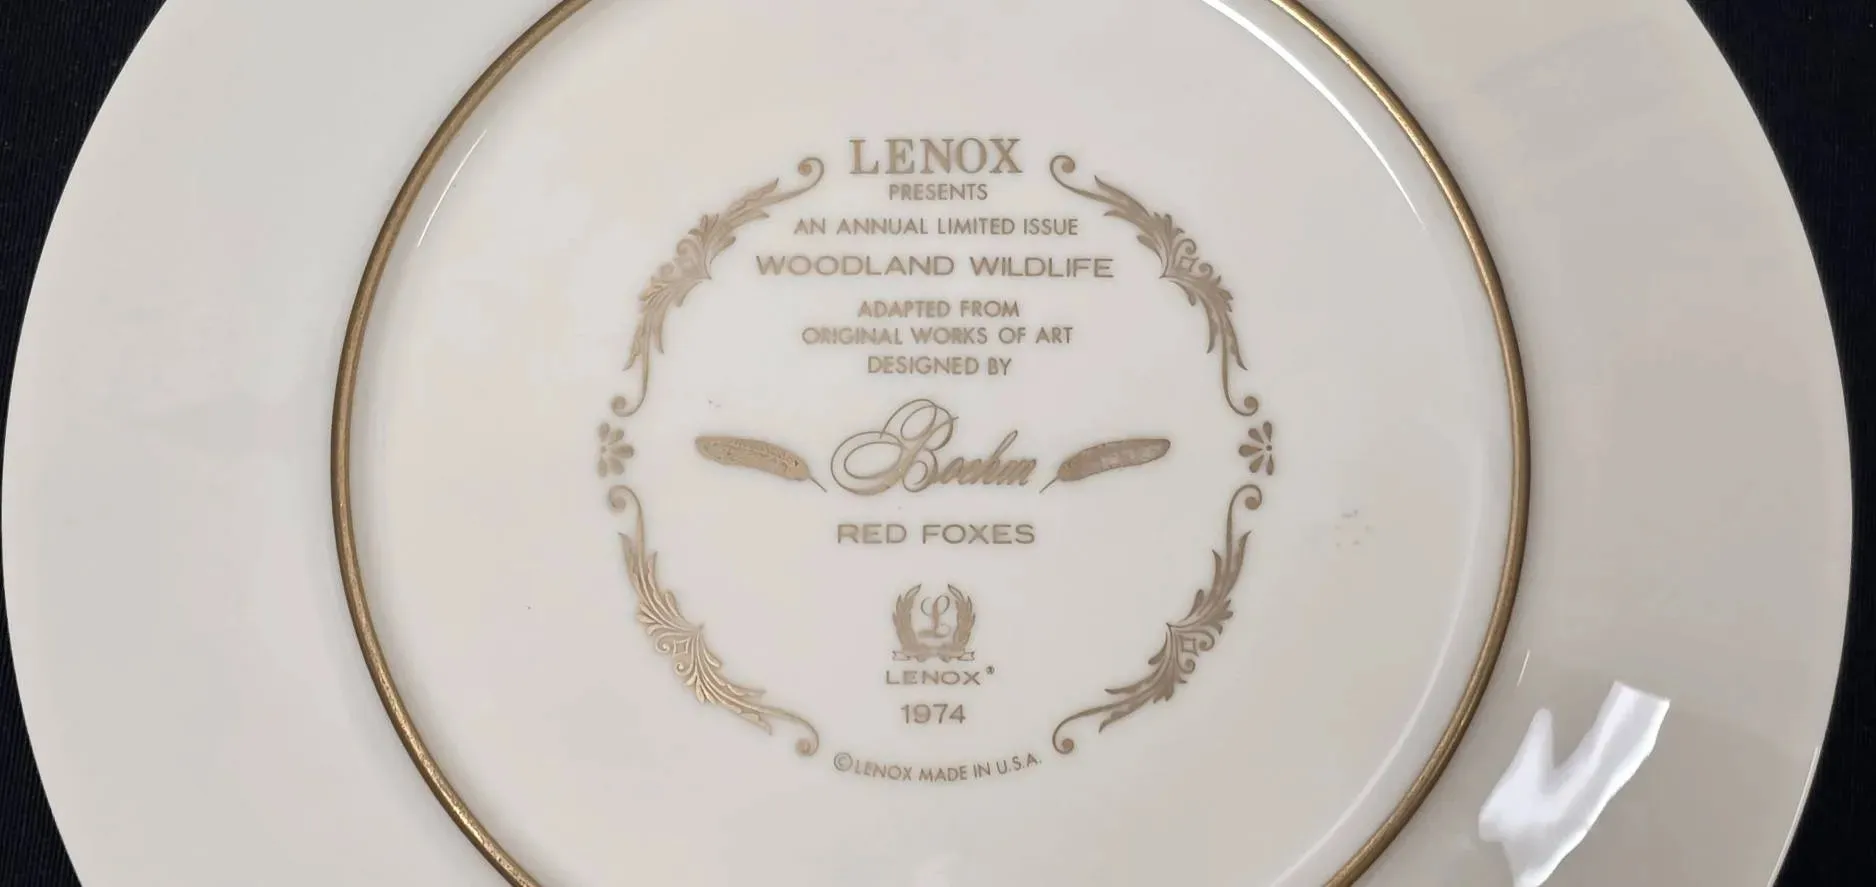 LENOX
PRESENTS
AN ANNUAL LIMITED ISSUE
WOODLAND WILDLIFE
ADAPTED FROM
ORIGINAL WORKS OF ART
DESIGNED BY
Boehm
RED FOXES
L
LENOX®
1974
©LENOX MADE IN U.S.A.